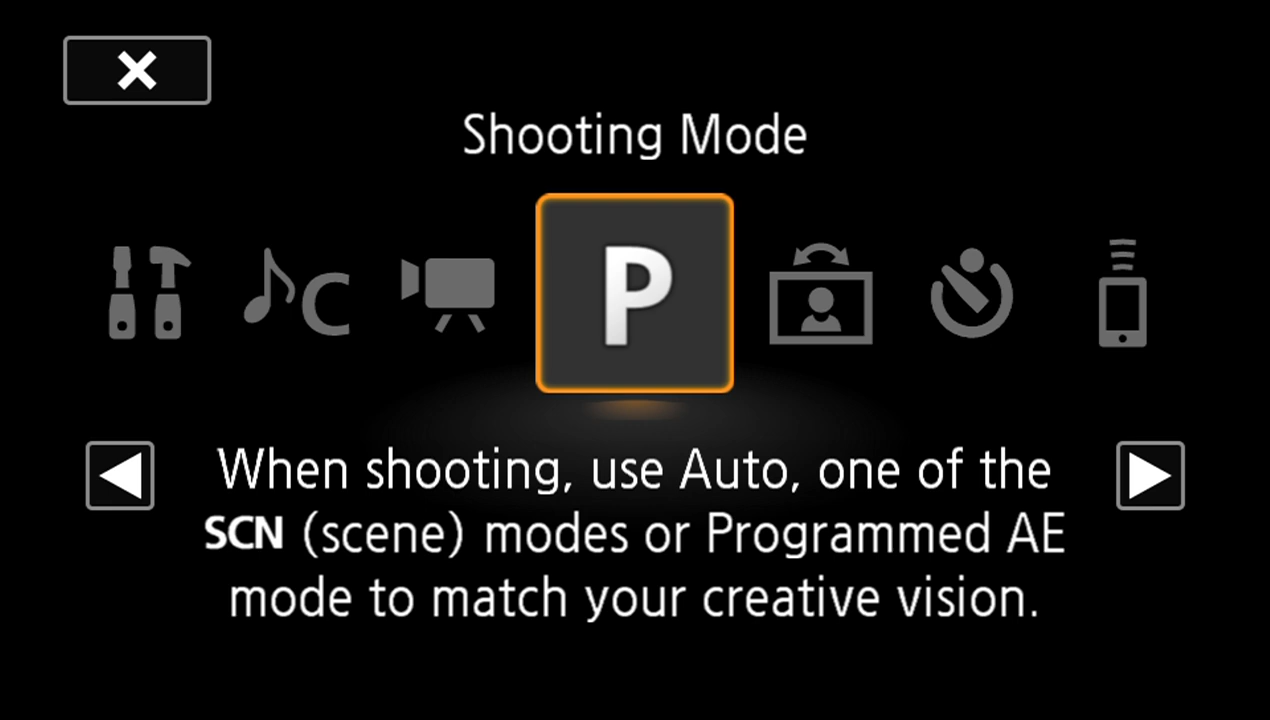 Shooting Mode
C
P
When shooting, use Auto, one of the
SCN (scene) modes or Programmed AE
mode to match your creative vision.